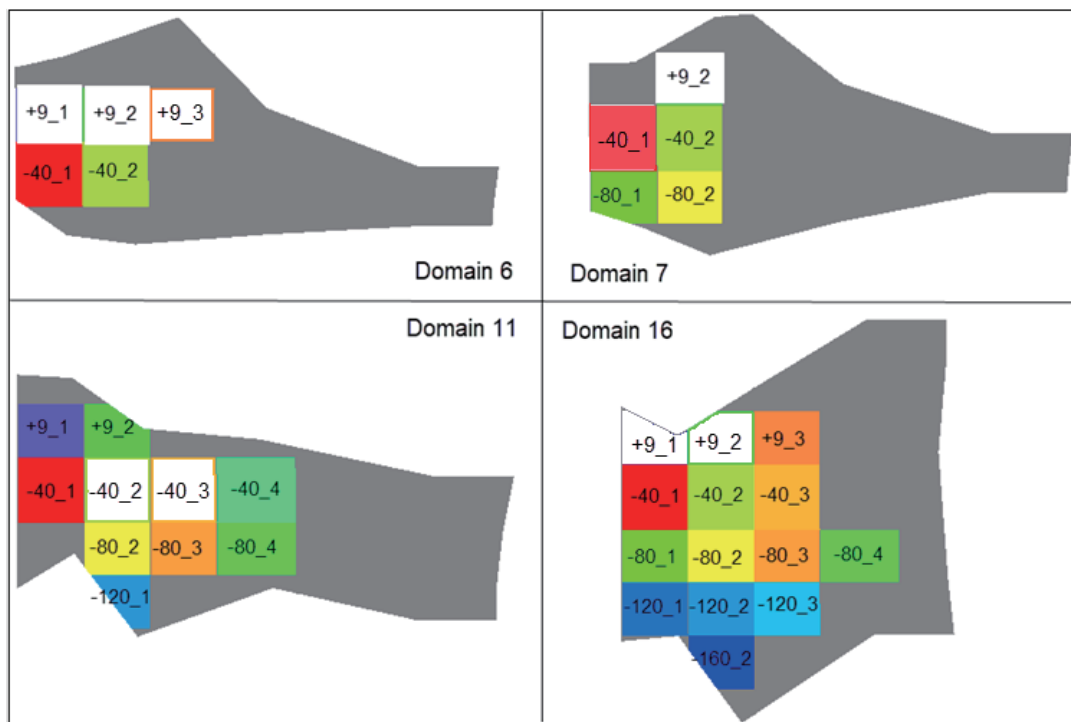 +9_1 +9_2 +9_3
-40_1 -40_2
Domain 6
+9_2
-40_1 -40_2
-80_1 -80_2
Domain 7
Domain 11
+9_1 +9_2
-40_1 -40_2 -40_3 -40_4
-80_2 -80_3 -80_4
-120_1
Domain 16
+9_1 +9_2 +9_3
-40_1 -40_2 -40_3
-80_1 -80_2 -80_3 -80_4
-120_1 -120_2 -120_3
-160_2